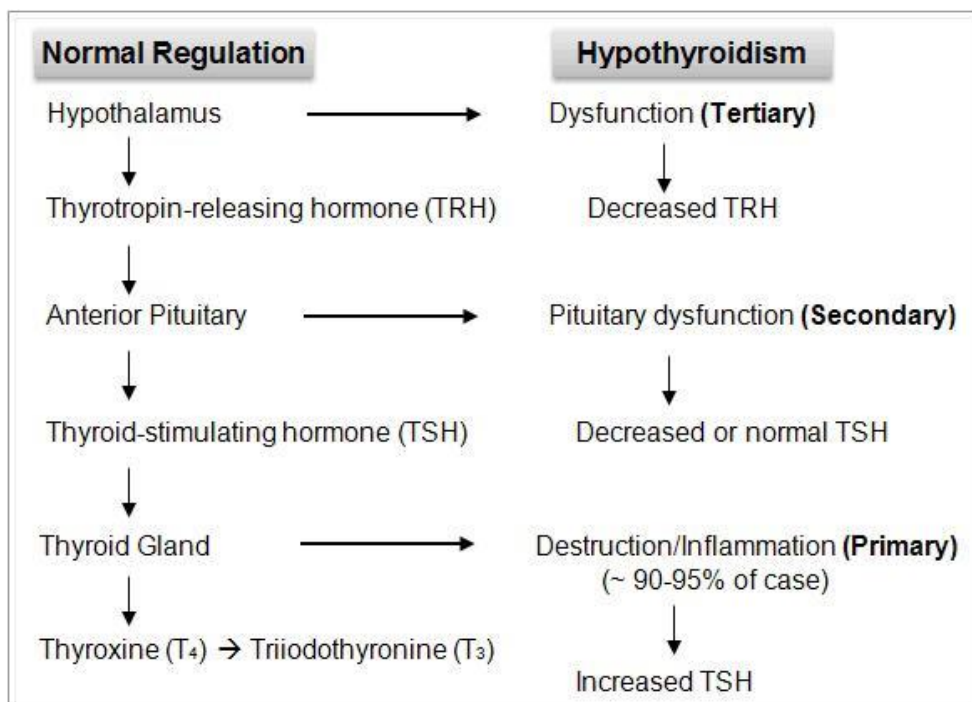 Normal Regulation
Hypothyroidism
Hypothalamus
Dysfunction (Tertiary)
Thyrotropin-releasing hormone (TRH)
Decreased TRH
Anterior Pituitary
Pituitary dysfunction (Secondary)
Thyroid-stimulating hormone (TSH)
Decreased or normal TSH
Thyroid Gland
Destruction/Inflammation (Primary)
(~ 90-95% of case)
Thyroxine (T₄) → Triiodothyronine (T₃)
Increased TSH